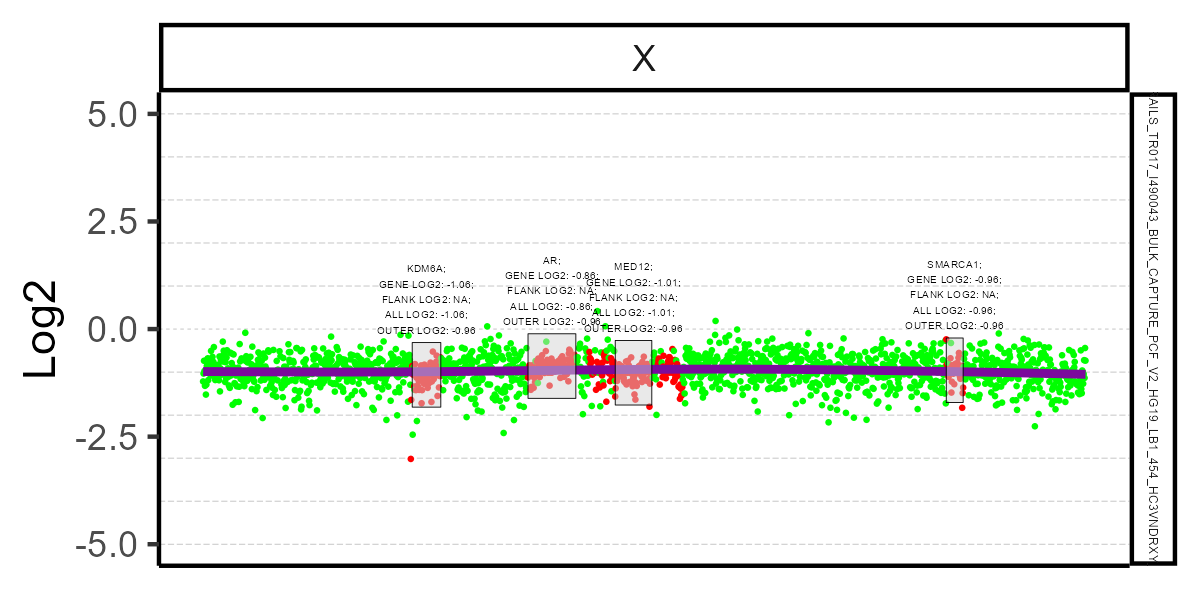 X
5.0
2.5
0.0
-2.5
-5.0
Log2
KDM6A;
GENE LOG2: -1.06;
FLANK LOG2: NA;
ALL LOG2: -1.06;
OUTER LOG2: -0.96
AR;
GENE LOG2: -0.86;
FLANK LOG2: NA;
ALL LOG2: -0.86;
OUTER LOG2: -0.96
MED12;
GENE LOG2: -1.01;
FLANK LOG2: NA;
ALL LOG2: -1.01;
OUTER LOG2: -0.96
SMARCA1;
GENE LOG2: -0.96;
FLANK LOG2: NA;
ALL LOG2: -0.96;
OUTER LOG2: -0.96
AILS_TR017_I490043_BULK_CAPTURE_PCF_V2_HG19_LB1_454_HC3VNDRXY